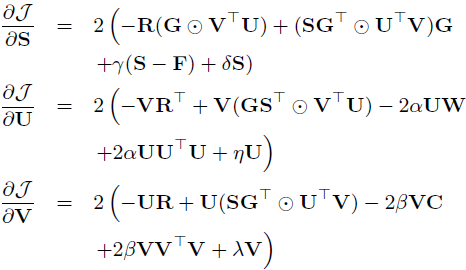 ∂𝒥/∂𝐒 = 2 ( −𝐑(𝐆 ⊙ 𝐕⊤𝐔) + (𝐒𝐆⊤ ⊙ 𝐔⊤𝐕)𝐆
+γ(𝐒 − 𝐅) + δ𝐒)
∂𝒥/∂𝐔 = 2 ( −𝐕𝐑⊤ + 𝐕(𝐆𝐒⊤ ⊙ 𝐕⊤𝐔) − 2α𝐔𝐖
+2α𝐔𝐔⊤𝐔 + η𝐔 )
∂𝒥/∂𝐕 = 2 ( −𝐔𝐑 + 𝐔(𝐒𝐆⊤ ⊙ 𝐔⊤𝐕) − 2β𝐕𝐂
+2β𝐕𝐕⊤𝐕 + λ𝐕 )